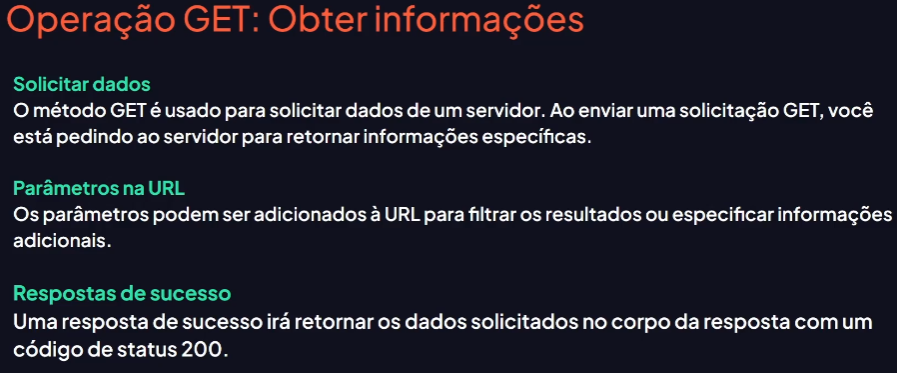 Operação GET: Obter informações
Solicitar dados
O método GET é usado para solicitar dados de um servidor. Ao enviar uma solicitação GET, você
está pedindo ao servidor para retornar informações específicas.
Parâmetros na URL
Os parâmetros podem ser adicionados à URL para filtrar os resultados ou especificar informações
adicionais.
Respostas de sucesso
Uma resposta de sucesso irá retornar os dados solicitados no corpo da resposta com um
código de status 200.